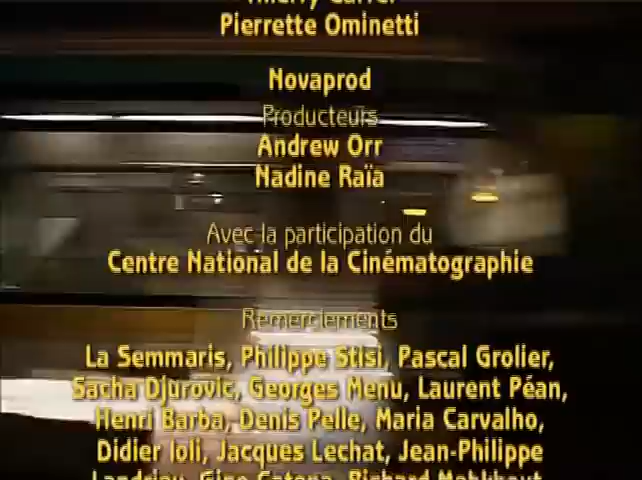 Pierrette Ominetti
Novaprod
Producteurs
Andrew Orr
Nadine Raïa
Avec la participation du
Centre National de la Cinématographie
Remerciements
La Semmaris, Philippe Stisi, Pascal Grolier,
Sacha Djurovic, Georges Menu, Laurent Péan,
Henri Barba, Denis Pelle, Maria Carvalho,
Didier Ioli, Jacques Lechat, Jean-Philippe